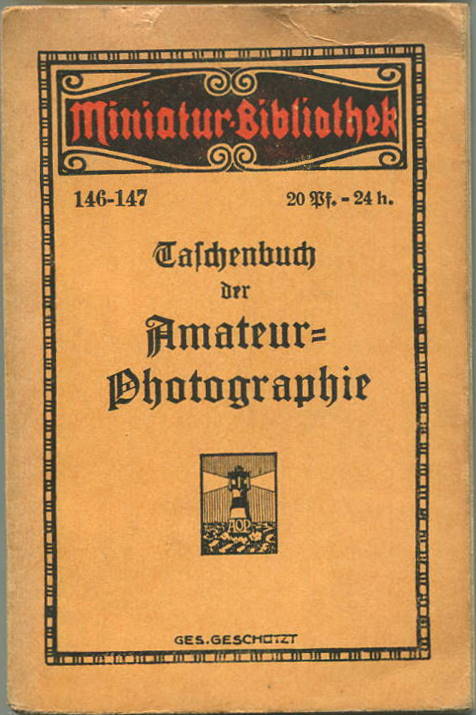 Miniatur-Bibliothek
146-147 20 Pf. - 24 h.
Taſchenbuch
der
Amateur=
Photographie
AOP
GES. GESCHÜTZT